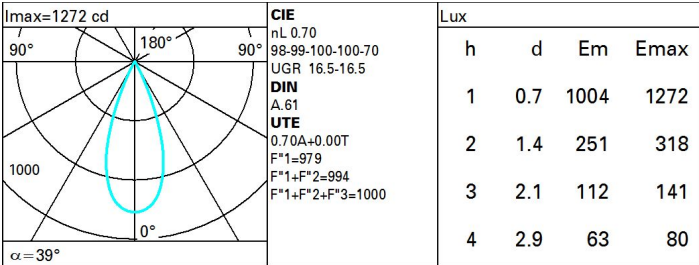 Imax=1272 cd
90°
180°
90°
1000
0°
α=39°
CIE
nL 0.70
98-99-100-100-70
UGR 16.5-16.5
DIN
A.61
UTE
0.70A+0.00T
F"1=979
F"1+F"2=994
F"1+F"2+F"3=1000
Lux
h d Em Emax
1 0.7 1004 1272
2 1.4 251 318
3 2.1 112 141
4 2.9 63 80